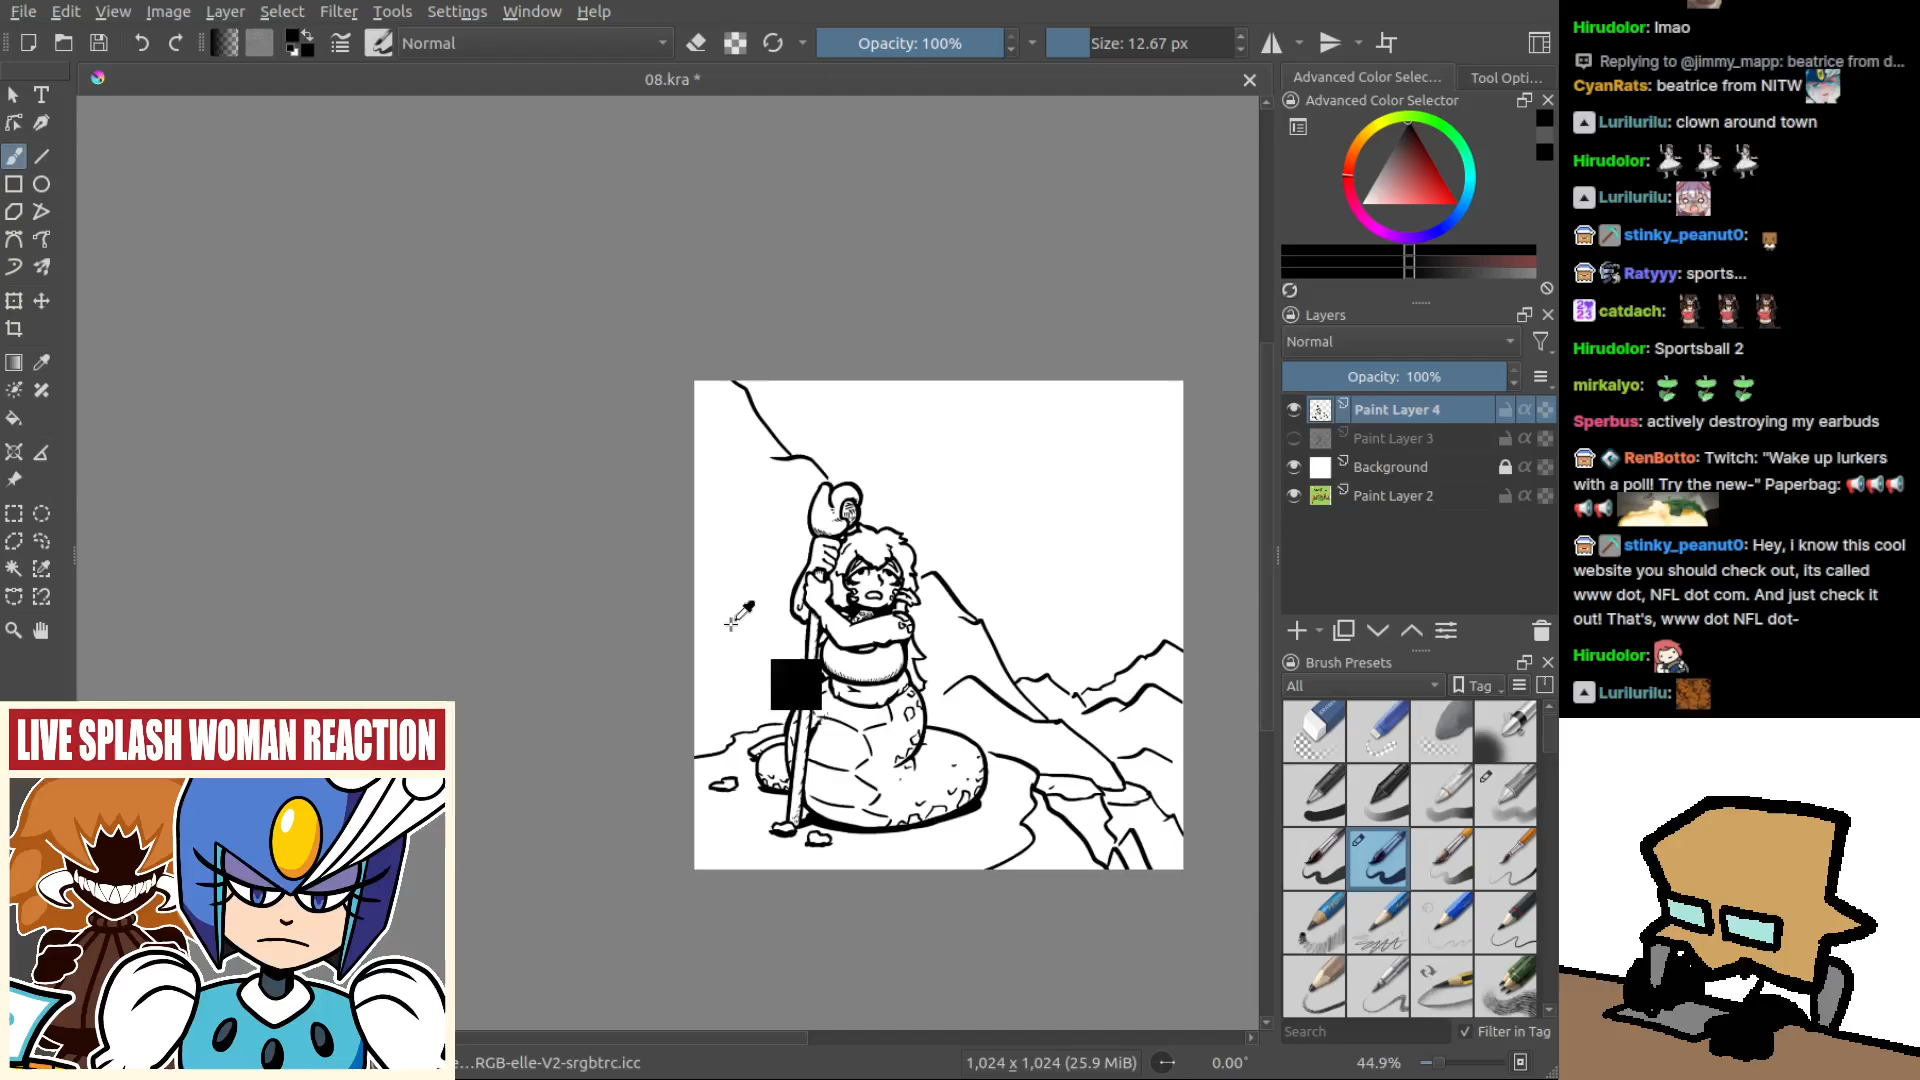 File Edit View Image Layer Select Filter Tools Settings Window Help
Normal
Opacity: 100%
Size: 12.67 px
08.kra *
Advanced Color Selec...
Tool Opti...
Advanced Color Selector
Layers
Normal
Opacity: 100%
Paint Layer 4
Paint Layer 3
Background
Paint Layer 2
Brush Presets
All
Tag
Search
Filter in Tag
e...RGB-elle-V2-srgbtrc.icc
1,024 x 1,024 (25.9 MiB)
0.00°
44.9%
LIVE SPLASH WOMAN REACTION
Hirudolor: lmao
Replying to @jimmy_mapp: beatrice from d...
CyanRats: beatrice from NITW
Lurilurilu: clown around town
Hirudolor:
Lurilurilu:
stinky_peanut0:
Ratyyy: sports...
catdach:
Hirudolor: Sportsball 2
mirkalyo:
Sperbus: actively destroying my earbuds
RenBotto: Twitch: "Wake up lurkers
with a poll! Try the new-" Paperbag:
stinky_peanut0: Hey, i know this cool
website you should check out, its called
www dot, NFL dot com. And just check it
out! That's, www dot NFL dot-
Hirudolor:
Lurilurilu: